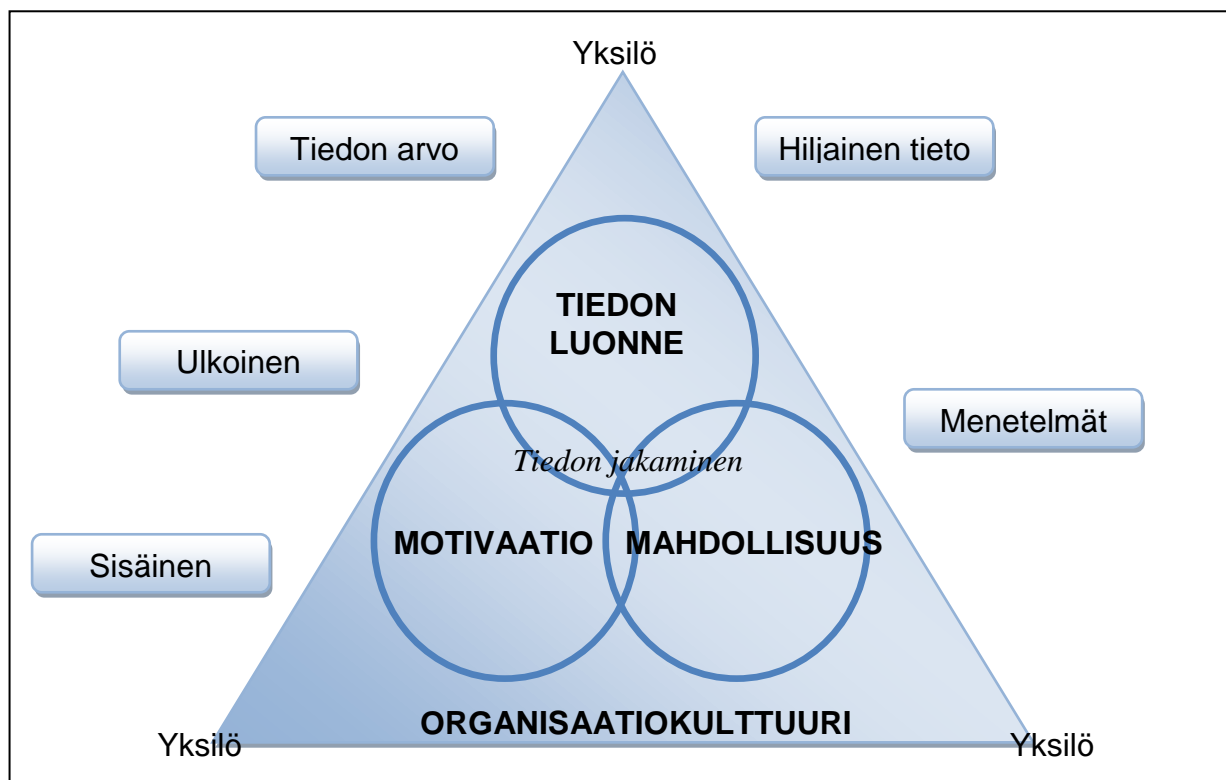 Yksilö
Tiedon arvo
Hiljainen tieto
TIEDON
LUONNE
Ulkoinen
Menetelmät
Tiedon jakaminen
MOTIVAATIO
MAHDOLLISUUS
Sisäinen
ORGANISAATIOKULTTUURI
Yksilö
Yksilö